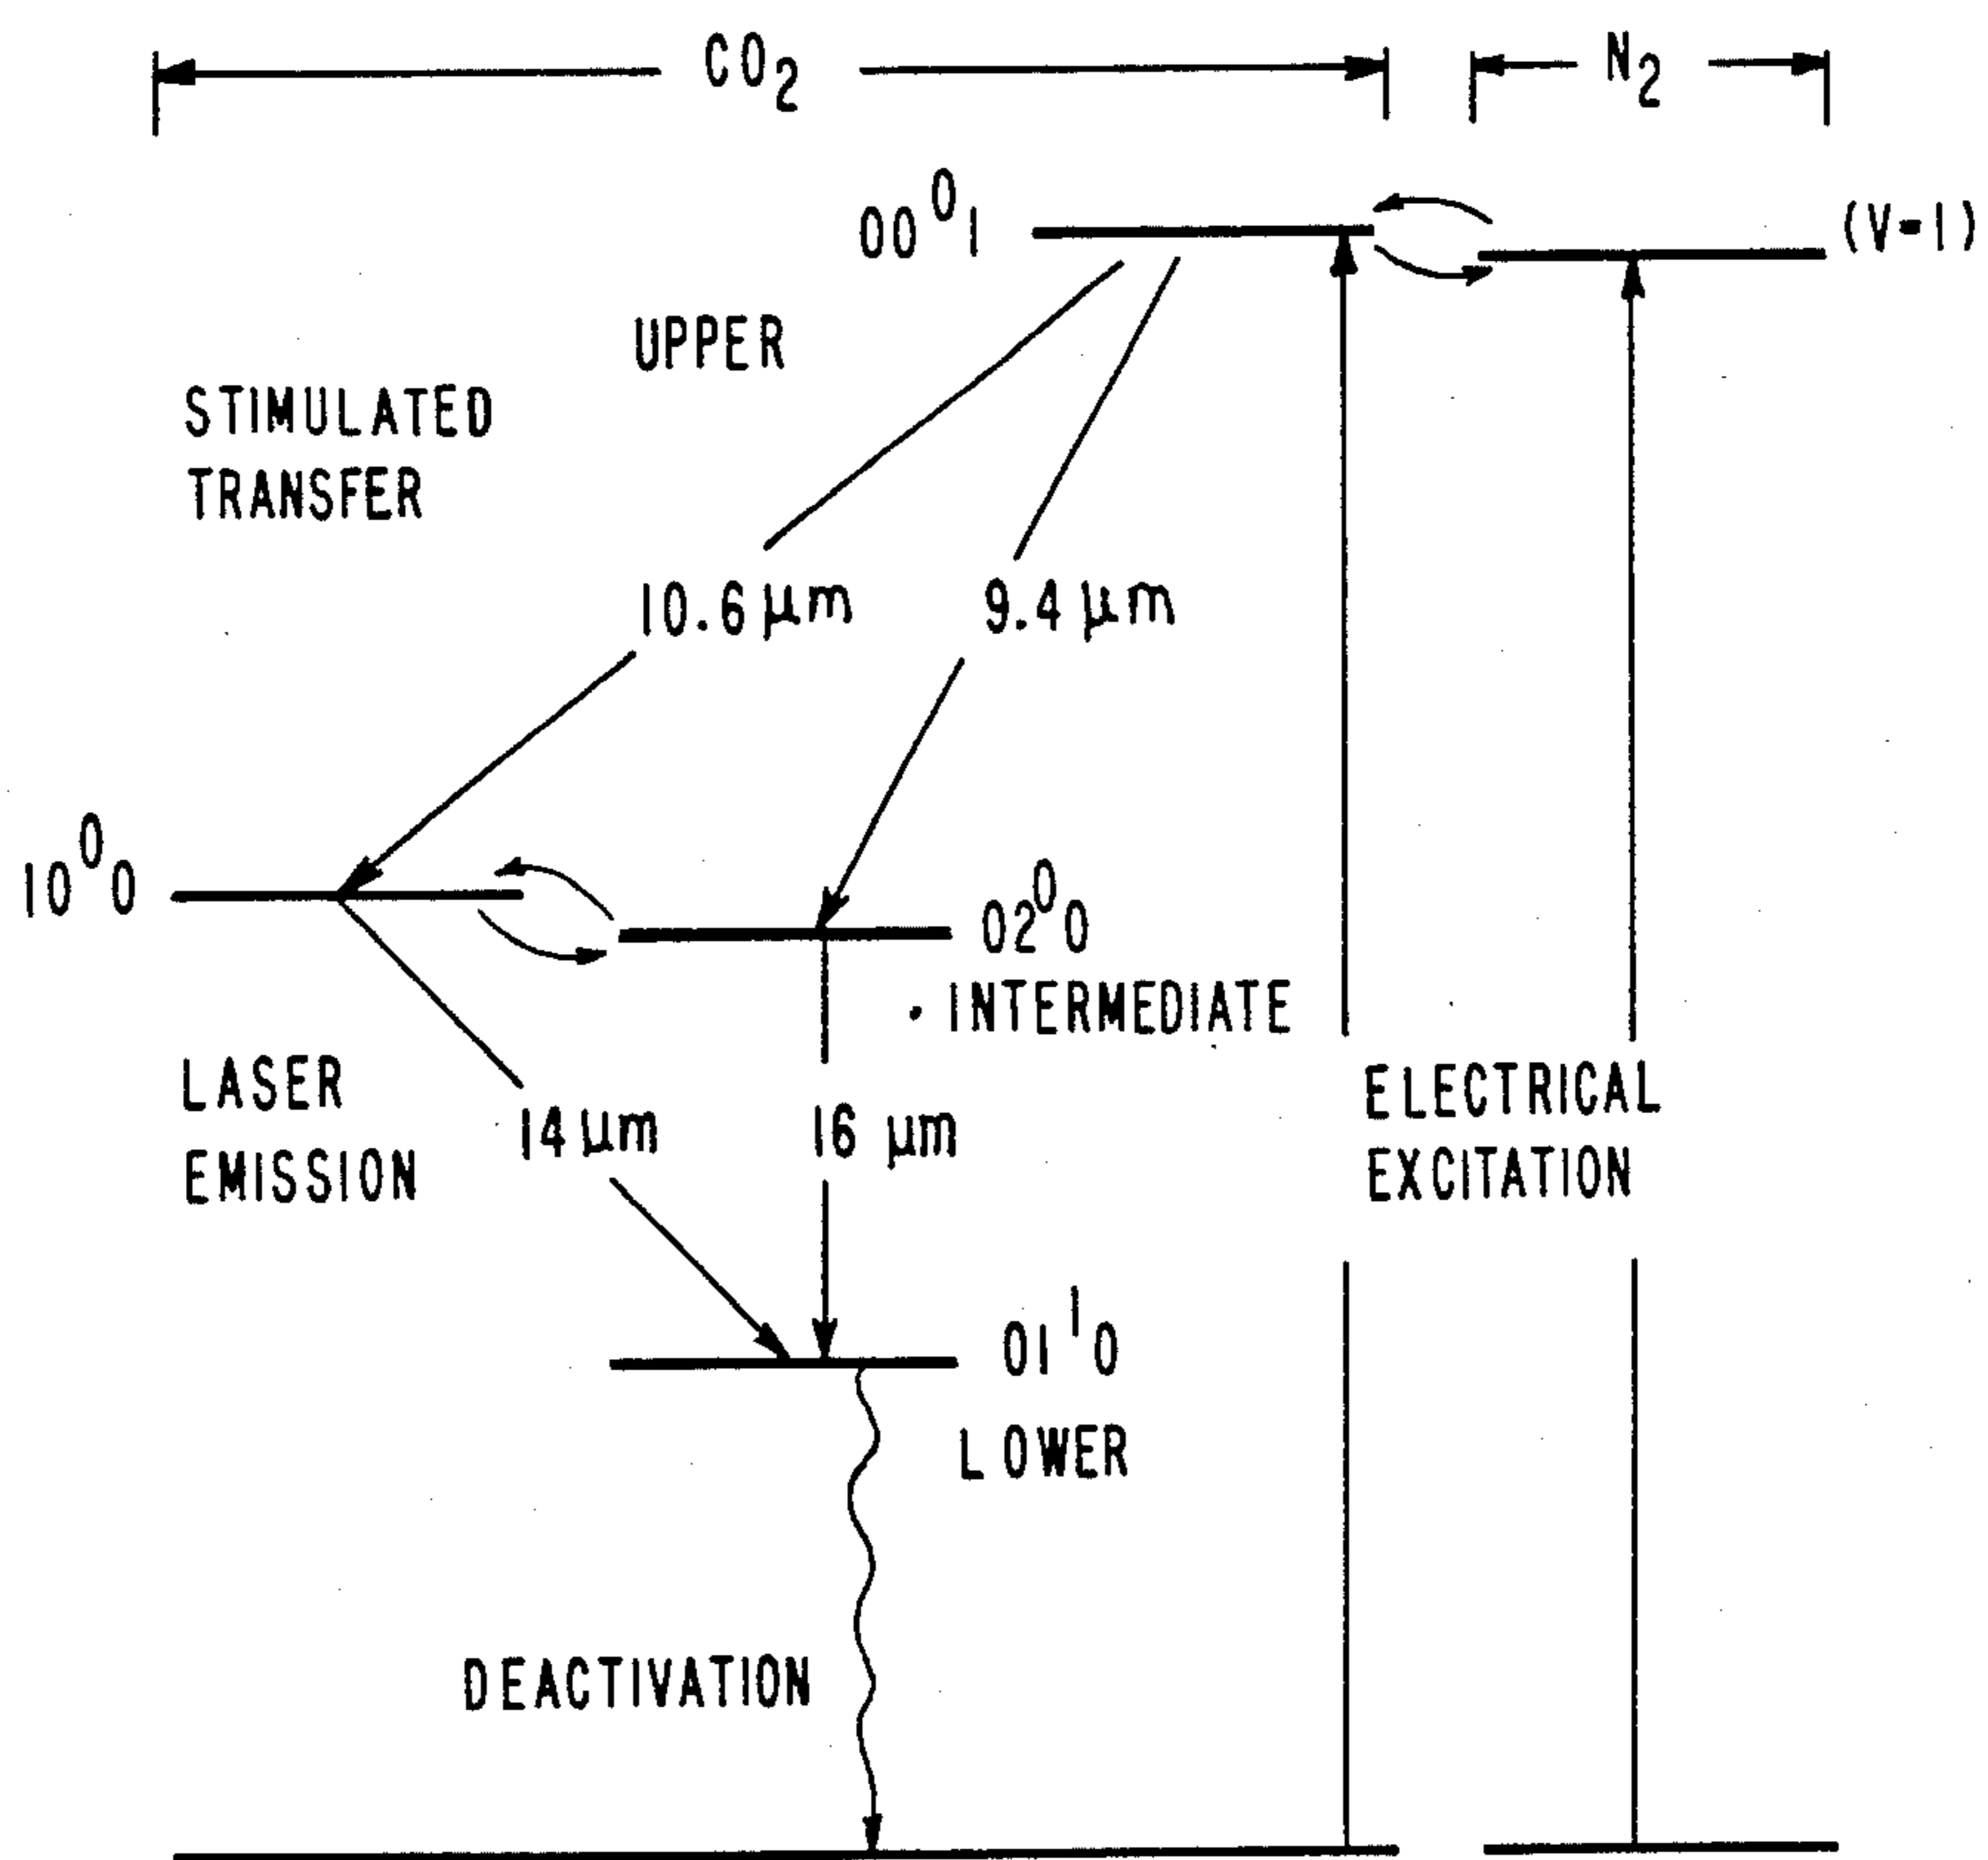 CO₂
N₂
00⁰1
(V=1)
UPPER
STIMULATED
TRANSFER
10.6 μm
9.4 μm
10⁰0
02⁰0
INTERMEDIATE
LASER
EMISSION
14 μm
16 μm
ELECTRICAL
EXCITATION
01¹0
LOWER
DEACTIVATION